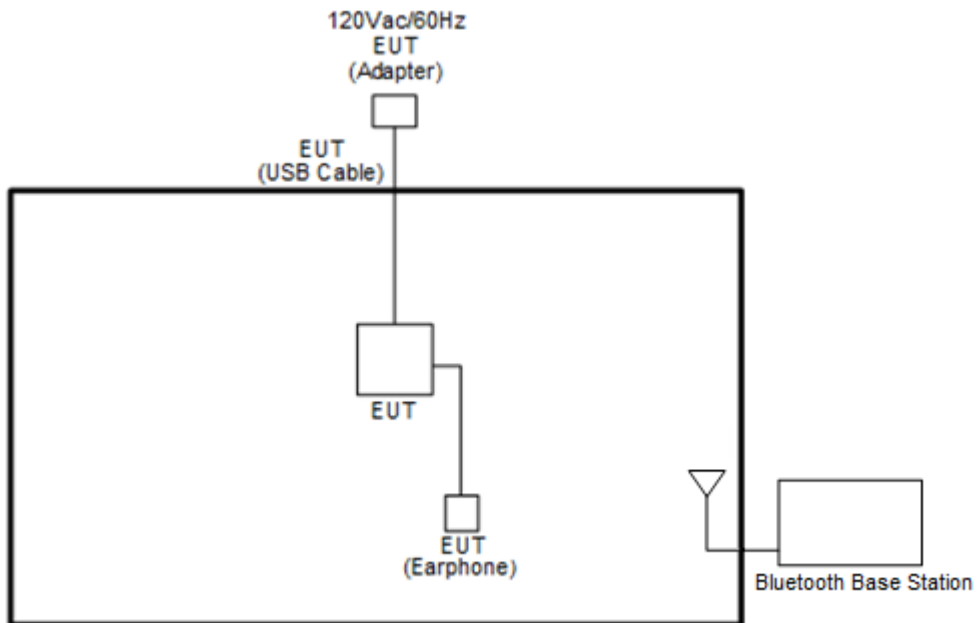 120Vac/60Hz
EUT
(Adapter)
EUT
(USB Cable)
EUT
EUT
(Earphone)
Bluetooth Base Station